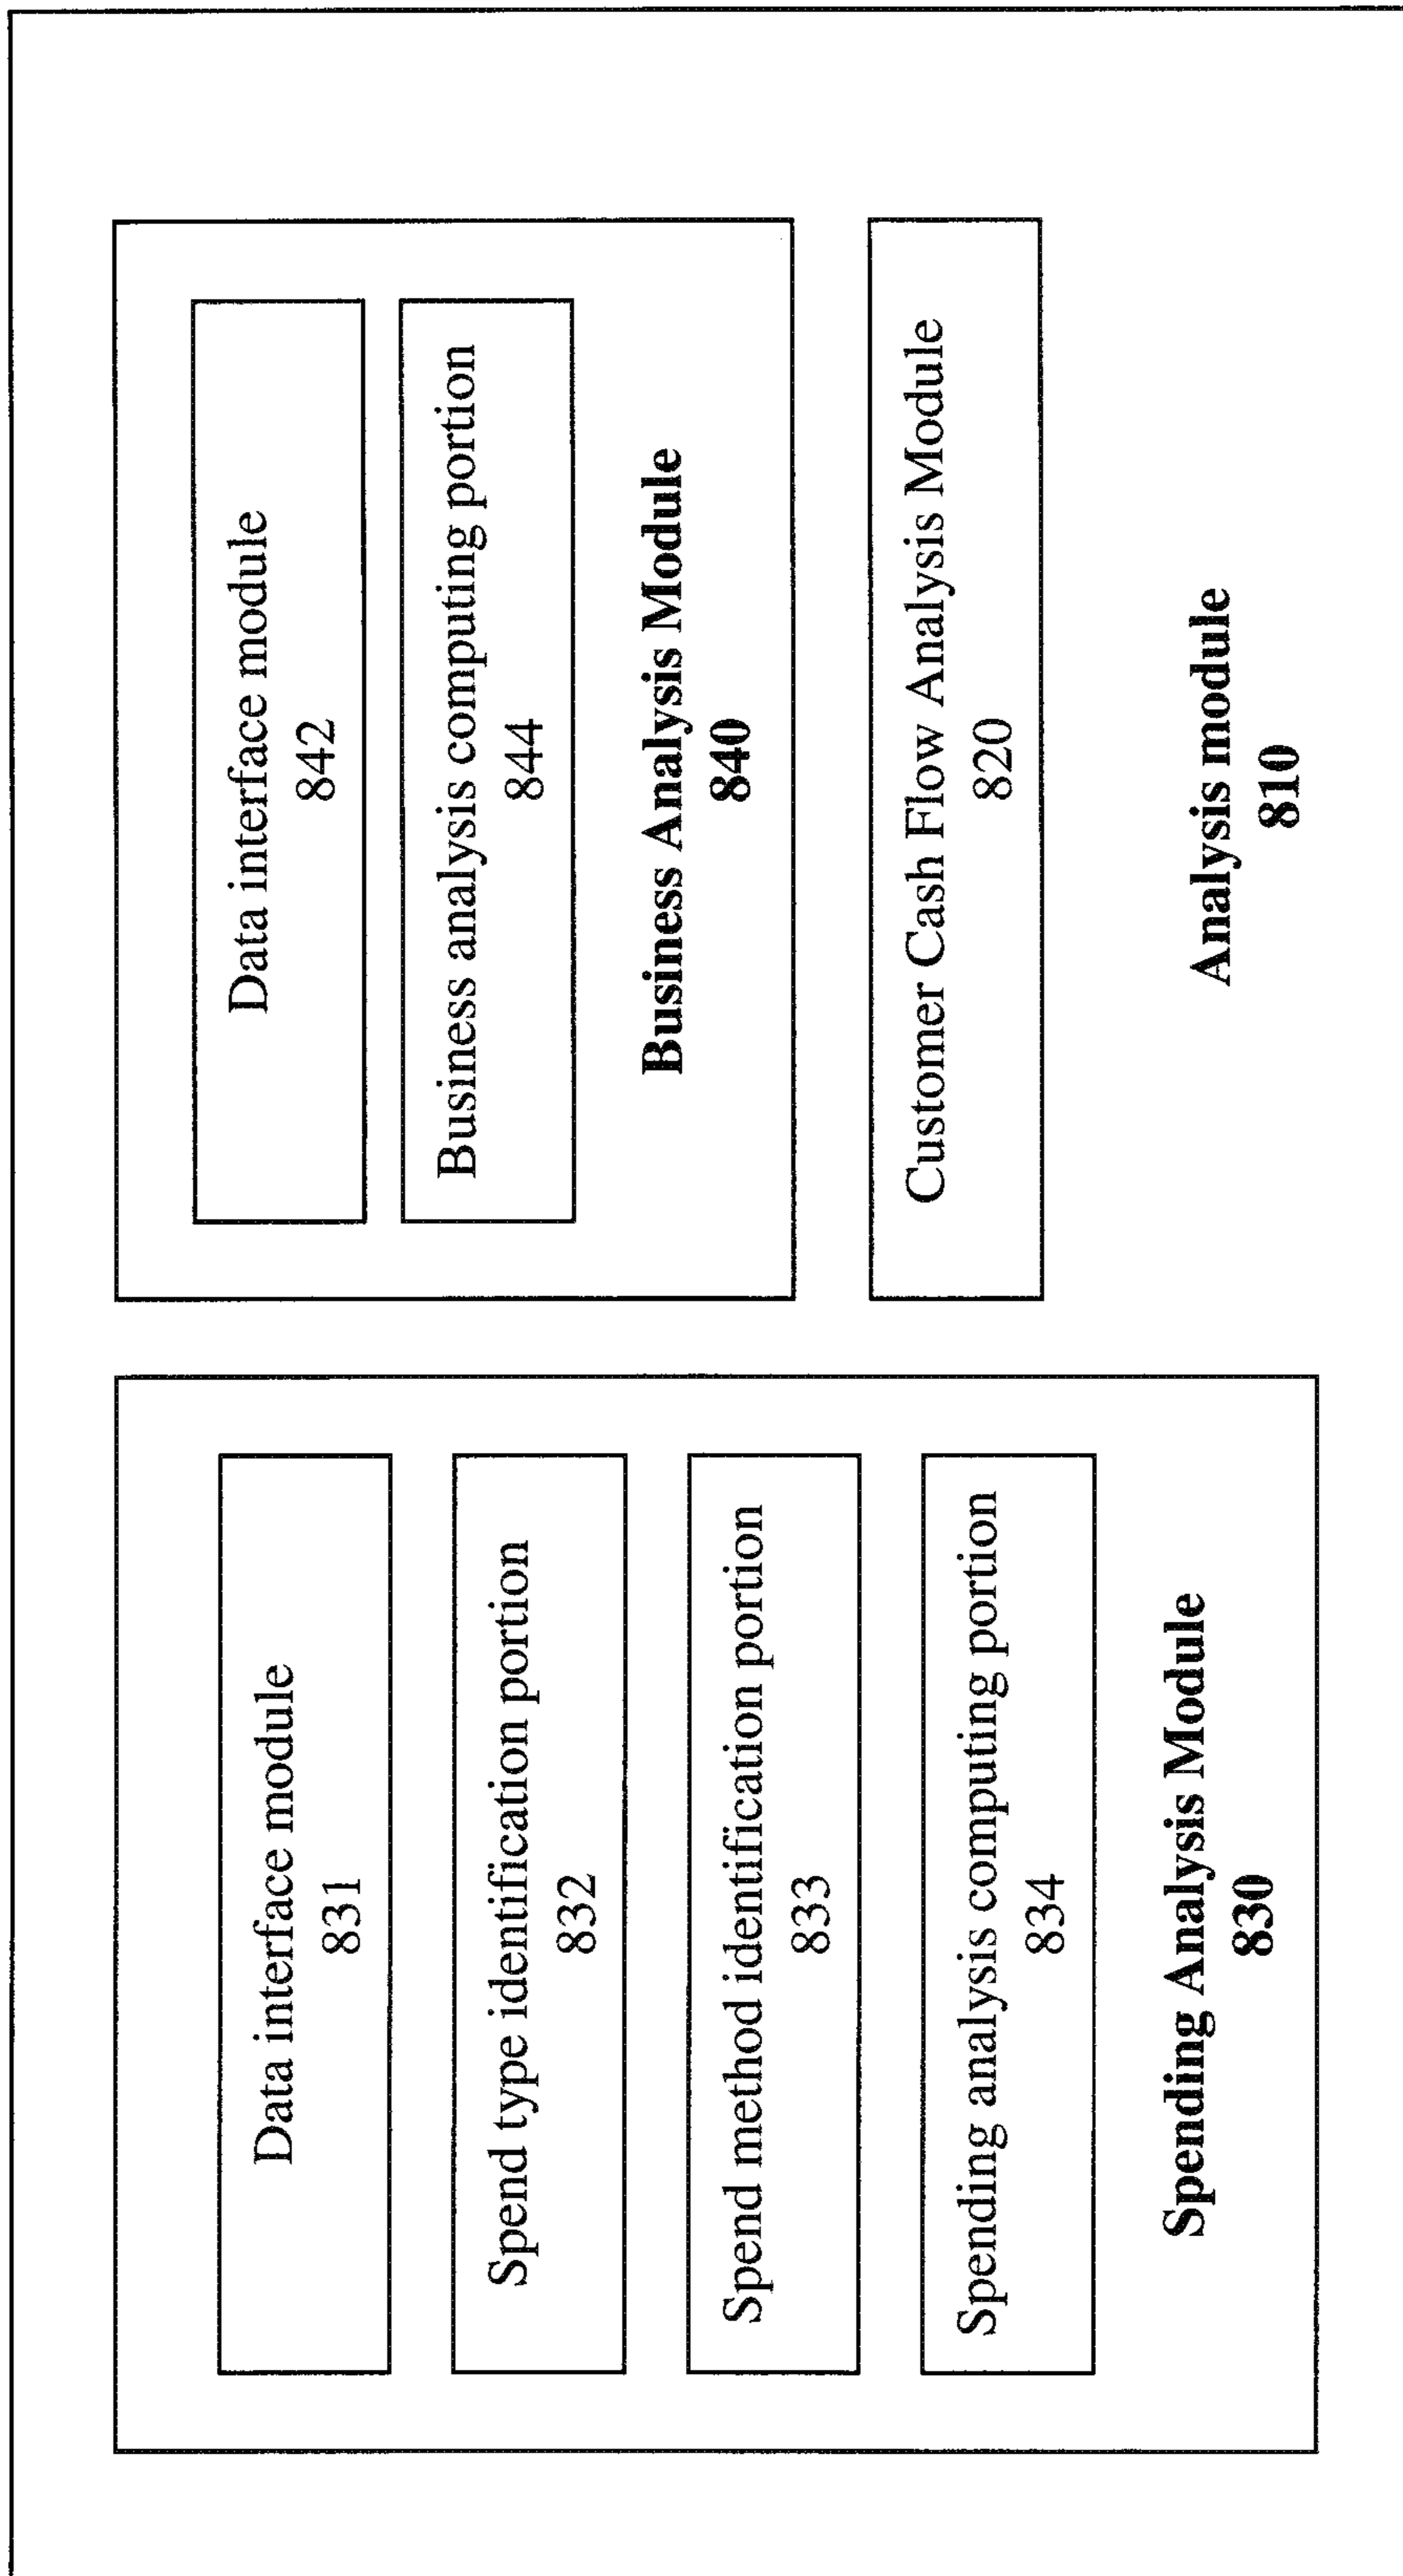 Data interface module
831
Spend type identification portion
832
Spend method identification portion
833
Spending analysis computing portion
834
Spending Analysis Module
830
Data interface module
842
Business analysis computing portion
844
Business Analysis Module
840
Customer Cash Flow Analysis Module
820
Analysis module
810